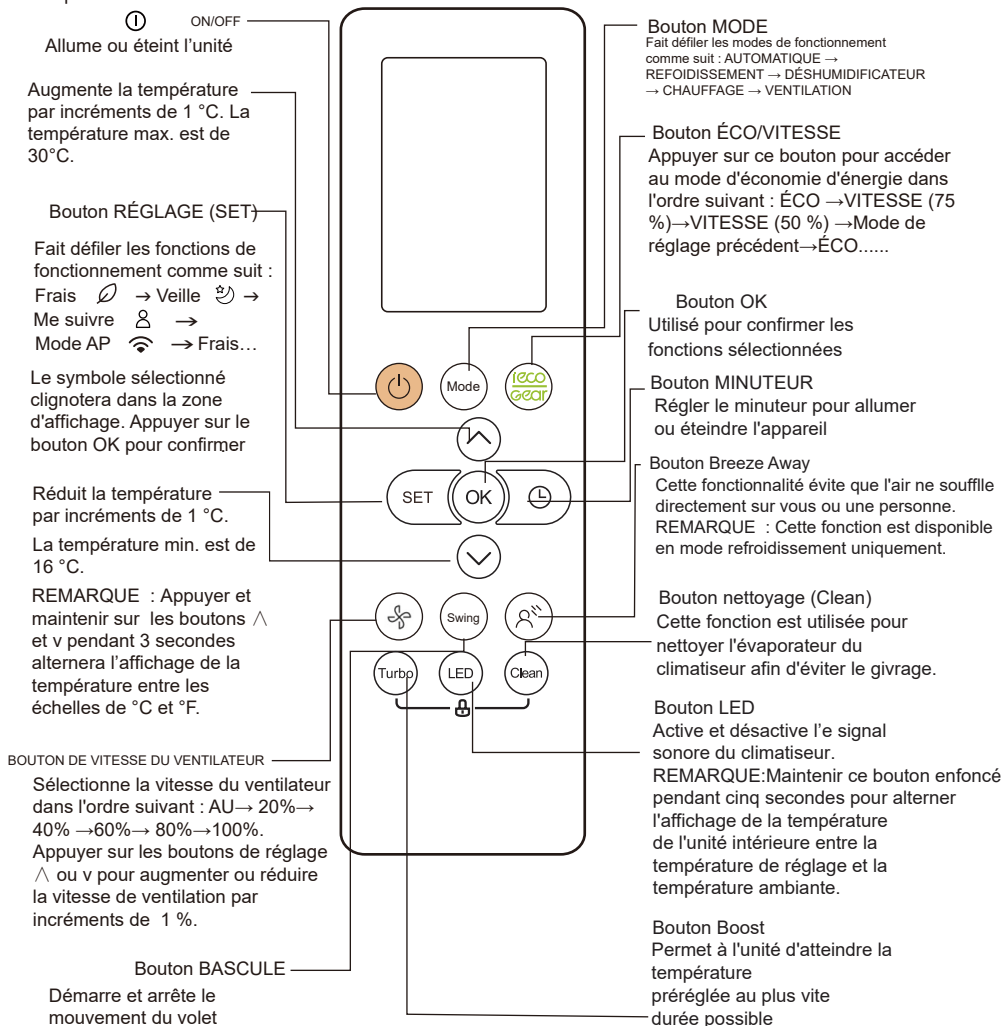 ON/OFF
Allume ou éteint l'unité
Augmente la température
par incréments de 1 °C. La
température max. est de
30°C.
Bouton RÉGLAGE (SET)
Fait défiler les fonctions de
fonctionnement comme suit :
Frais → Veille →
Me suivre →
Mode AP → Frais…
Le symbole sélectionné
clignotera dans la zone
d'affichage. Appuyer sur le
bouton OK pour confirmer
Réduit la température
par incréments de 1 °C.
La température min. est de
16 °C.
REMARQUE : Appuyer et
maintenir sur les boutons ∧
et v pendant 3 secondes
alternera l'affichage de la
température entre les
échelles de °C et °F.
BOUTON DE VITESSE DU VENTILATEUR
Sélectionne la vitesse du ventilateur
dans l'ordre suivant : AU→ 20%→
40% →60%→ 80%→100%.
Appuyer sur les boutons de réglage
∧ ou v pour augmenter ou réduire
la vitesse de ventilation par
incréments de 1 %.
Bouton BASCULE
Démarre et arrête le
mouvement du volet
Mode
reco
Gear
SET
OK
Swing
Turbo
LED
Clean
Bouton MODE
Fait défiler les modes de fonctionnement
comme suit : AUTOMATIQUE →
REFOIDISSEMENT → DÉSHUMIDIFICATEUR
→ CHAUFFAGE → VENTILATION
Bouton ÉCO/VITESSE
Appuyer sur ce bouton pour accéder
au mode d'économie d'énergie dans
l'ordre suivant : ÉCO →VITESSE (75
%)→VITESSE (50 %) →Mode de
réglage précédent→ÉCO......
Bouton OK
Utilisé pour confirmer les
fonctions sélectionnées
Bouton MINUTEUR
Régler le minuteur pour allumer
ou éteindre l'appareil
Bouton Breeze Away
Cette fonctionnalité évite que l'air ne souffle
directement sur vous ou une personne.
REMARQUE : Cette fonction est disponible
en mode refroidissement uniquement.
Bouton nettoyage (Clean)
Cette fonction est utilisée pour
nettoyer l'évaporateur du
climatiseur afin d'éviter le givrage.
Bouton LED
Active et désactive l'e signal
sonore du climatiseur.
REMARQUE:Maintenir ce bouton enfoncé
pendant cinq secondes pour alterner
l'affichage de la température
de l'unité intérieure entre la
température de réglage et la
température ambiante.
Bouton Boost
Permet à l'unité d'atteindre la
température
préréglée au plus vite
durée possible